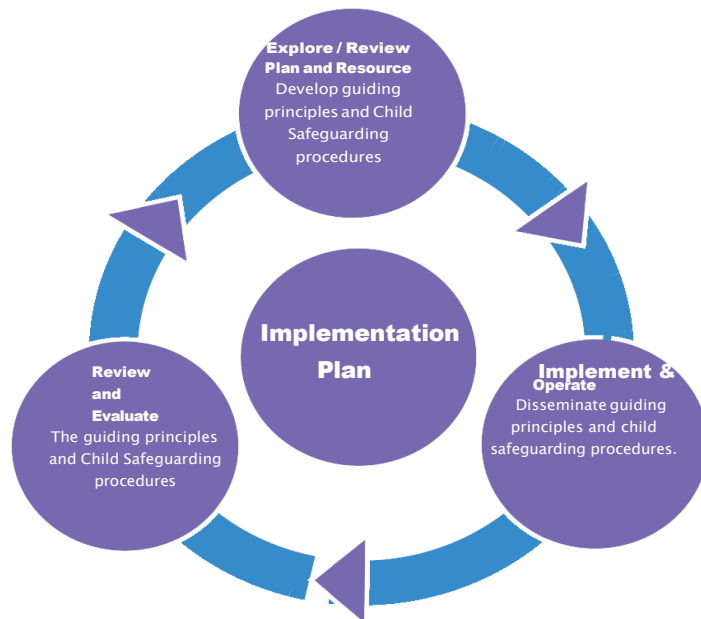 Explore / Review
Plan and Resource
Develop guiding
principles and Child
Safeguarding
procedures
Implementation
Plan
Implement &
Operate
Disseminate guiding
principles and child
safeguarding procedures.
Review
and
Evaluate
The guiding principles
and Child Safeguarding
procedures